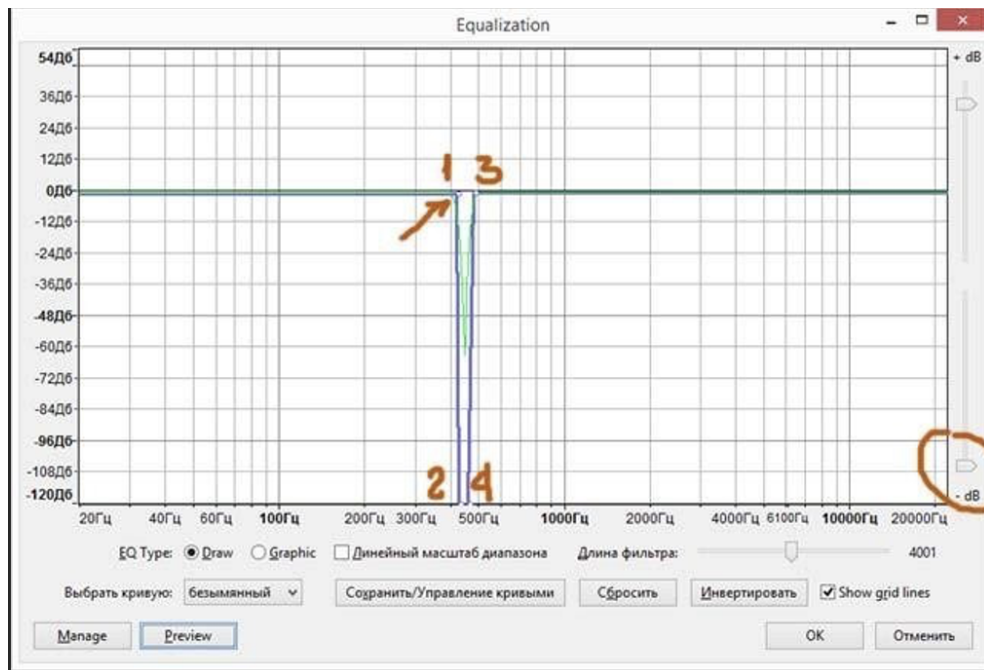 Equalization
54Дб
+ dB
36Дб
24Дб
12Дб
1 3
0Дб
-12Дб
-24Дб
-36Дб
-48Дб
-60Дб
-72Дб
-84Дб
-96Дб
-108Дб
2 4
-120Дб
- dB
20Гц 40Гц 60Гц 100Гц 200Гц 300Гц 500Гц 1000Гц 2000Гц 4000Гц 6100Гц 10000Гц 20000Гц
EQ Type: Draw Graphic Линейный масштаб диапазона Длина фильтра: 4001
Выбрать кривую: безымянный Сохранить/Управление кривыми Сбросить Инвертировать Show grid lines
Manage Preview OK Отменить